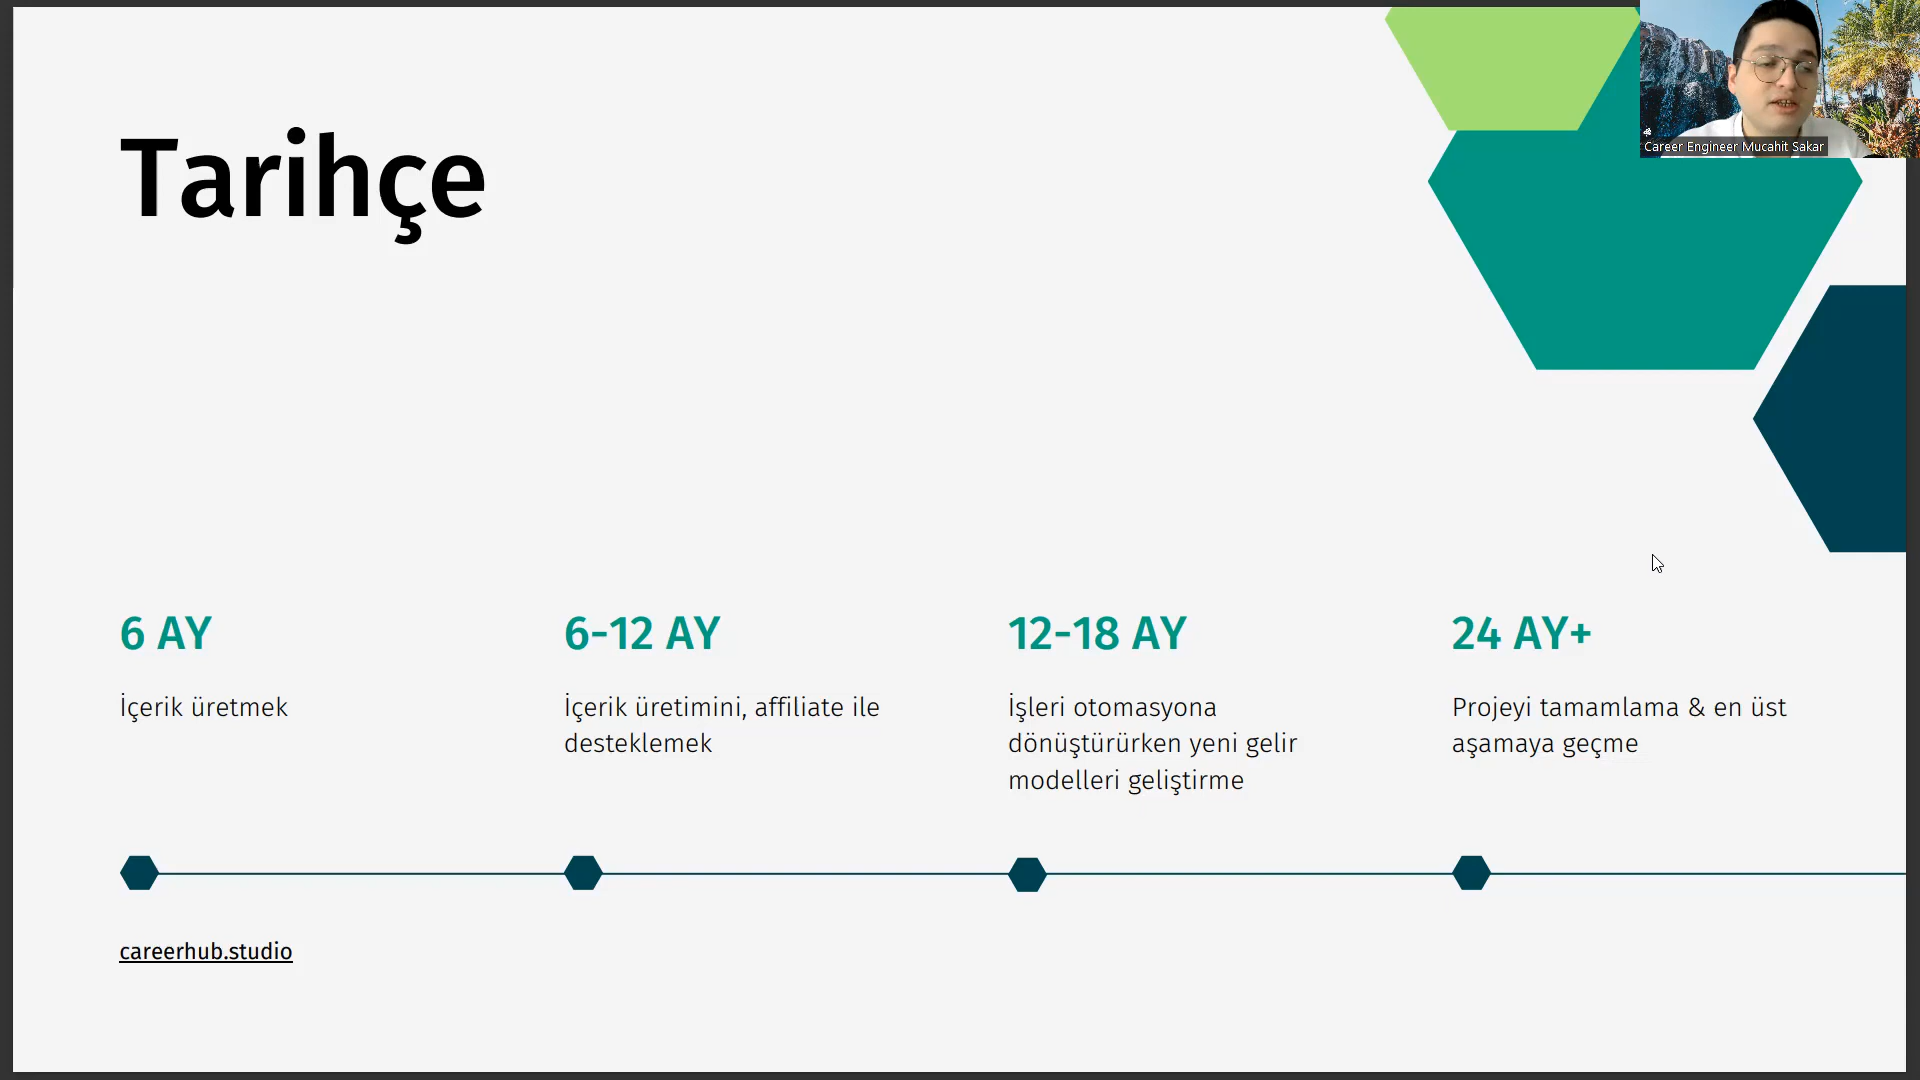 Career Engineer Mucahit Sakar
Tarihçe
6 AY
İçerik üretmek
6-12 AY
İçerik üretimini, affiliate ile
desteklemek
12-18 AY
İşleri otomasyona
dönüştürürken yeni gelir
modelleri geliştirme
24 AY+
Projeyi tamamlama & en üst
aşamaya geçme
careerhub.studio